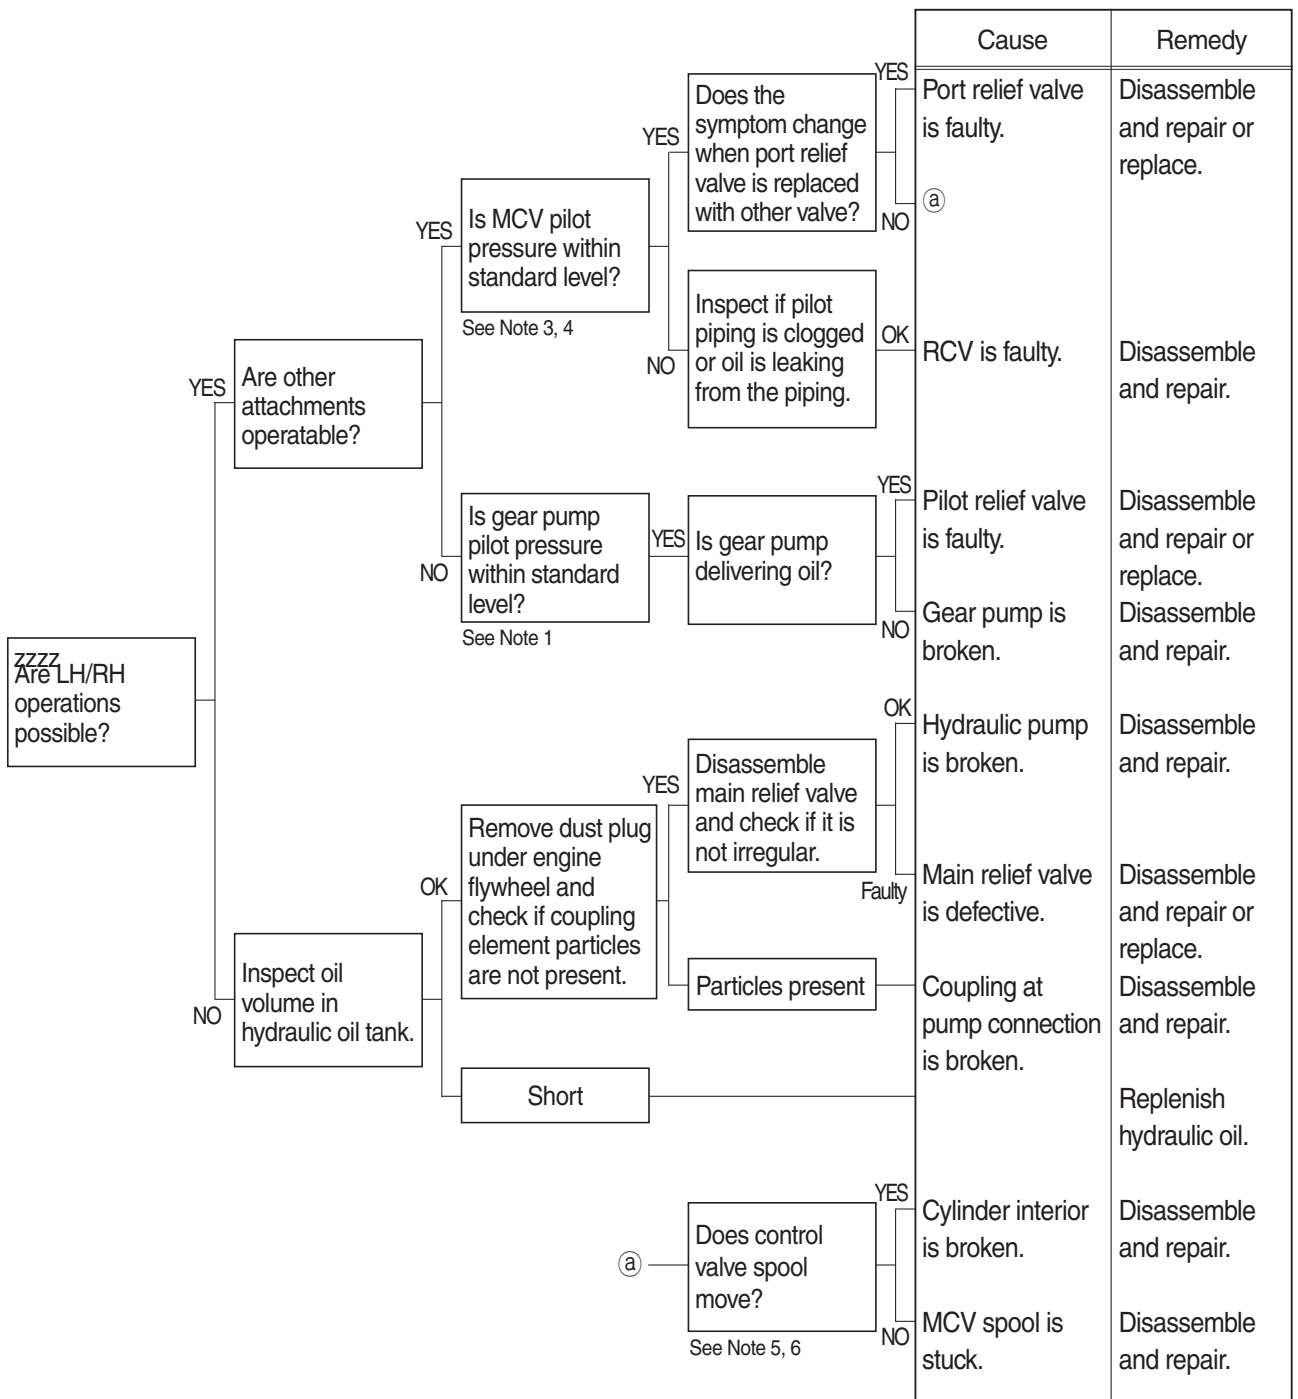 Cause
Remedy
YES
Does the
symptom change
when port relief
valve is replaced
with other valve?
YES
Port relief valve
is faulty.
Disassemble
and repair or
replace.
NO
ⓐ
YES
Is MCV pilot
pressure within
standard level?
See Note 3, 4
NO
Inspect if pilot
piping is clogged
or oil is leaking
from the piping.
OK
RCV is faulty.
Disassemble
and repair.
YES
Are other
attachments
operatable?
NO
Is gear pump
pilot pressure
within standard
level?
See Note 1
YES
Is gear pump
delivering oil?
YES
Pilot relief valve
is faulty.
Disassemble
and repair or
replace.
NO
Gear pump is
broken.
Disassemble
and repair.
zzzz
Are LH/RH
operations
possible?
NO
Inspect oil
volume in
hydraulic oil tank.
OK
Remove dust plug
under engine
flywheel and
check if coupling
element particles
are not present.
YES
Disassemble
main relief valve
and check if it is
not irregular.
OK
Hydraulic pump
is broken.
Disassemble
and repair.
Faulty
Main relief valve
is defective.
Disassemble
and repair or
replace.
Particles present
Coupling at
pump connection
is broken.
Disassemble
and repair.
Short
Replenish
hydraulic oil.
ⓐ
Does control
valve spool
move?
See Note 5, 6
YES
Cylinder interior
is broken.
Disassemble
and repair.
NO
MCV spool is
stuck.
Disassemble
and repair.